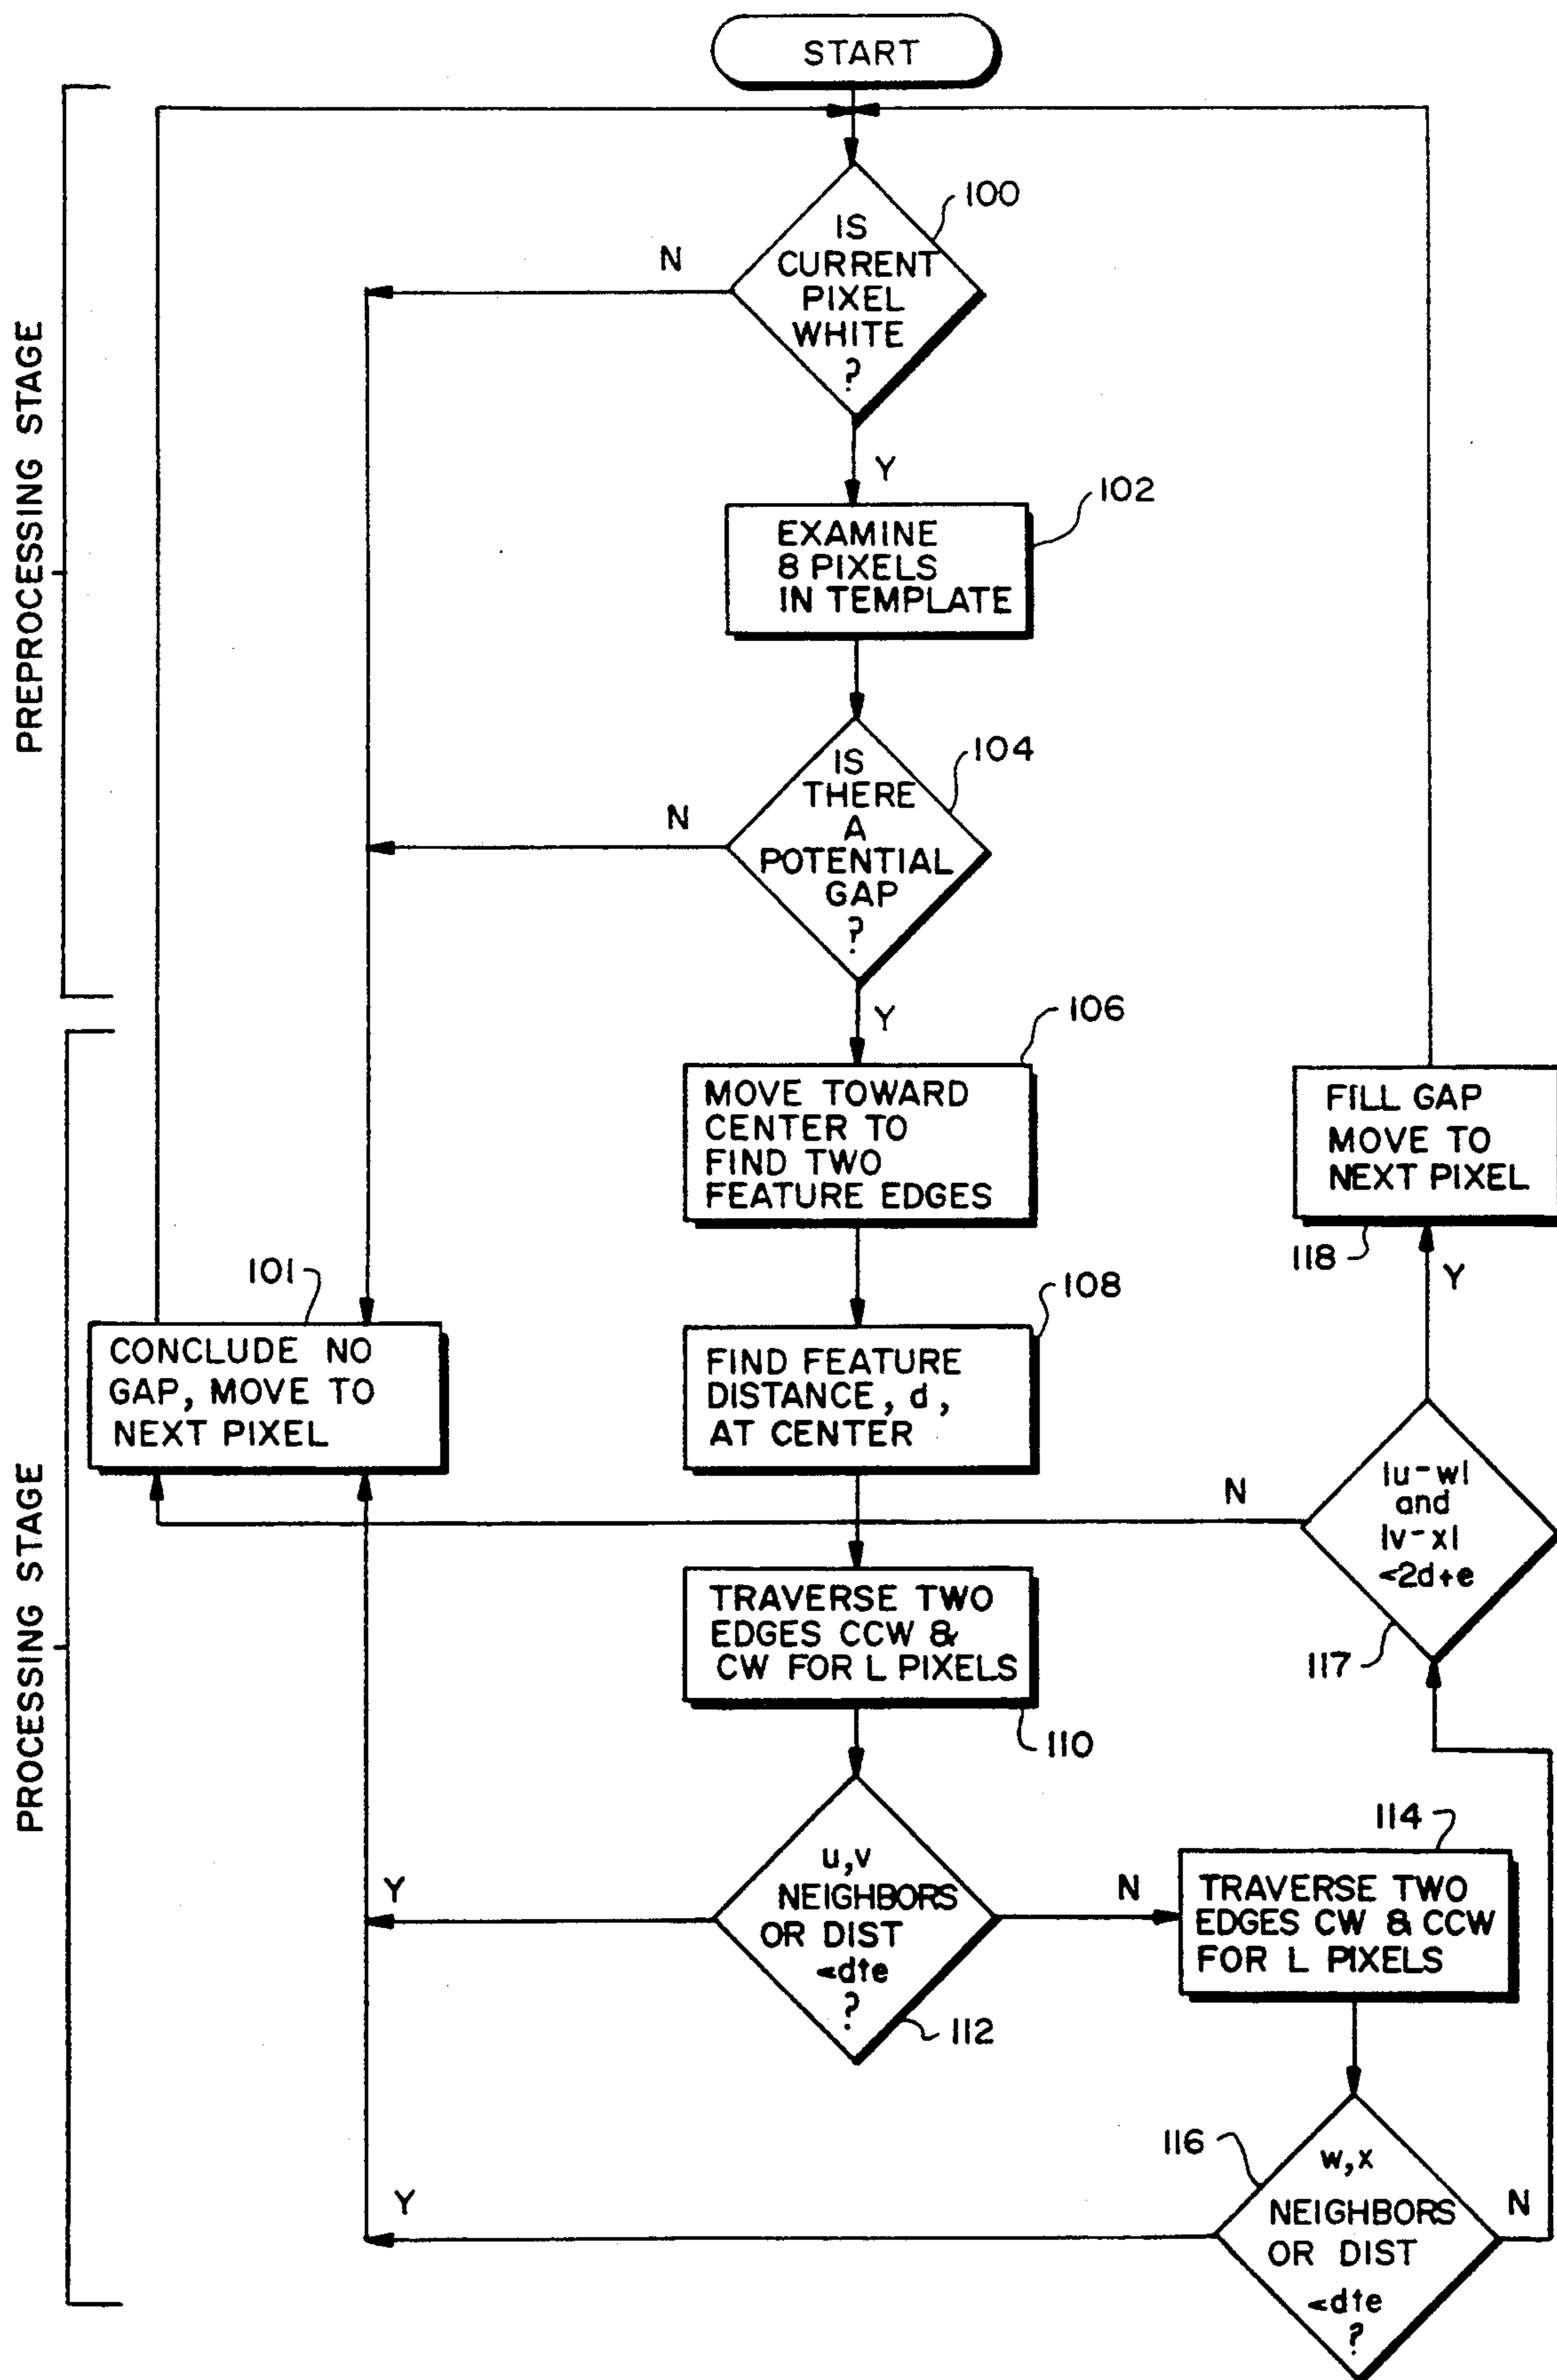 START
PREPROCESSING STAGE
100
IS
CURRENT
PIXEL
WHITE
?
N
Y
102
EXAMINE
8 PIXELS
IN TEMPLATE
104
IS
THERE
A
POTENTIAL
GAP
?
N
Y
PROCESSING STAGE
106
MOVE TOWARD
CENTER TO
FIND TWO
FEATURE EDGES
FILL GAP
MOVE TO
NEXT PIXEL
118
Y
101
CONCLUDE NO
GAP, MOVE TO
NEXT PIXEL
108
FIND FEATURE
DISTANCE, d,
AT CENTER
N
|u-w|
and
|v-x|
<2d+e
117
TRAVERSE TWO
EDGES CCW &
CW FOR L PIXELS
110
u,v
NEIGHBORS
OR DIST
<d+e
?
112
Y
N
114
TRAVERSE TWO
EDGES CW & CCW
FOR L PIXELS
116
w,x
NEIGHBORS
OR DIST
<d+e
?
Y
N